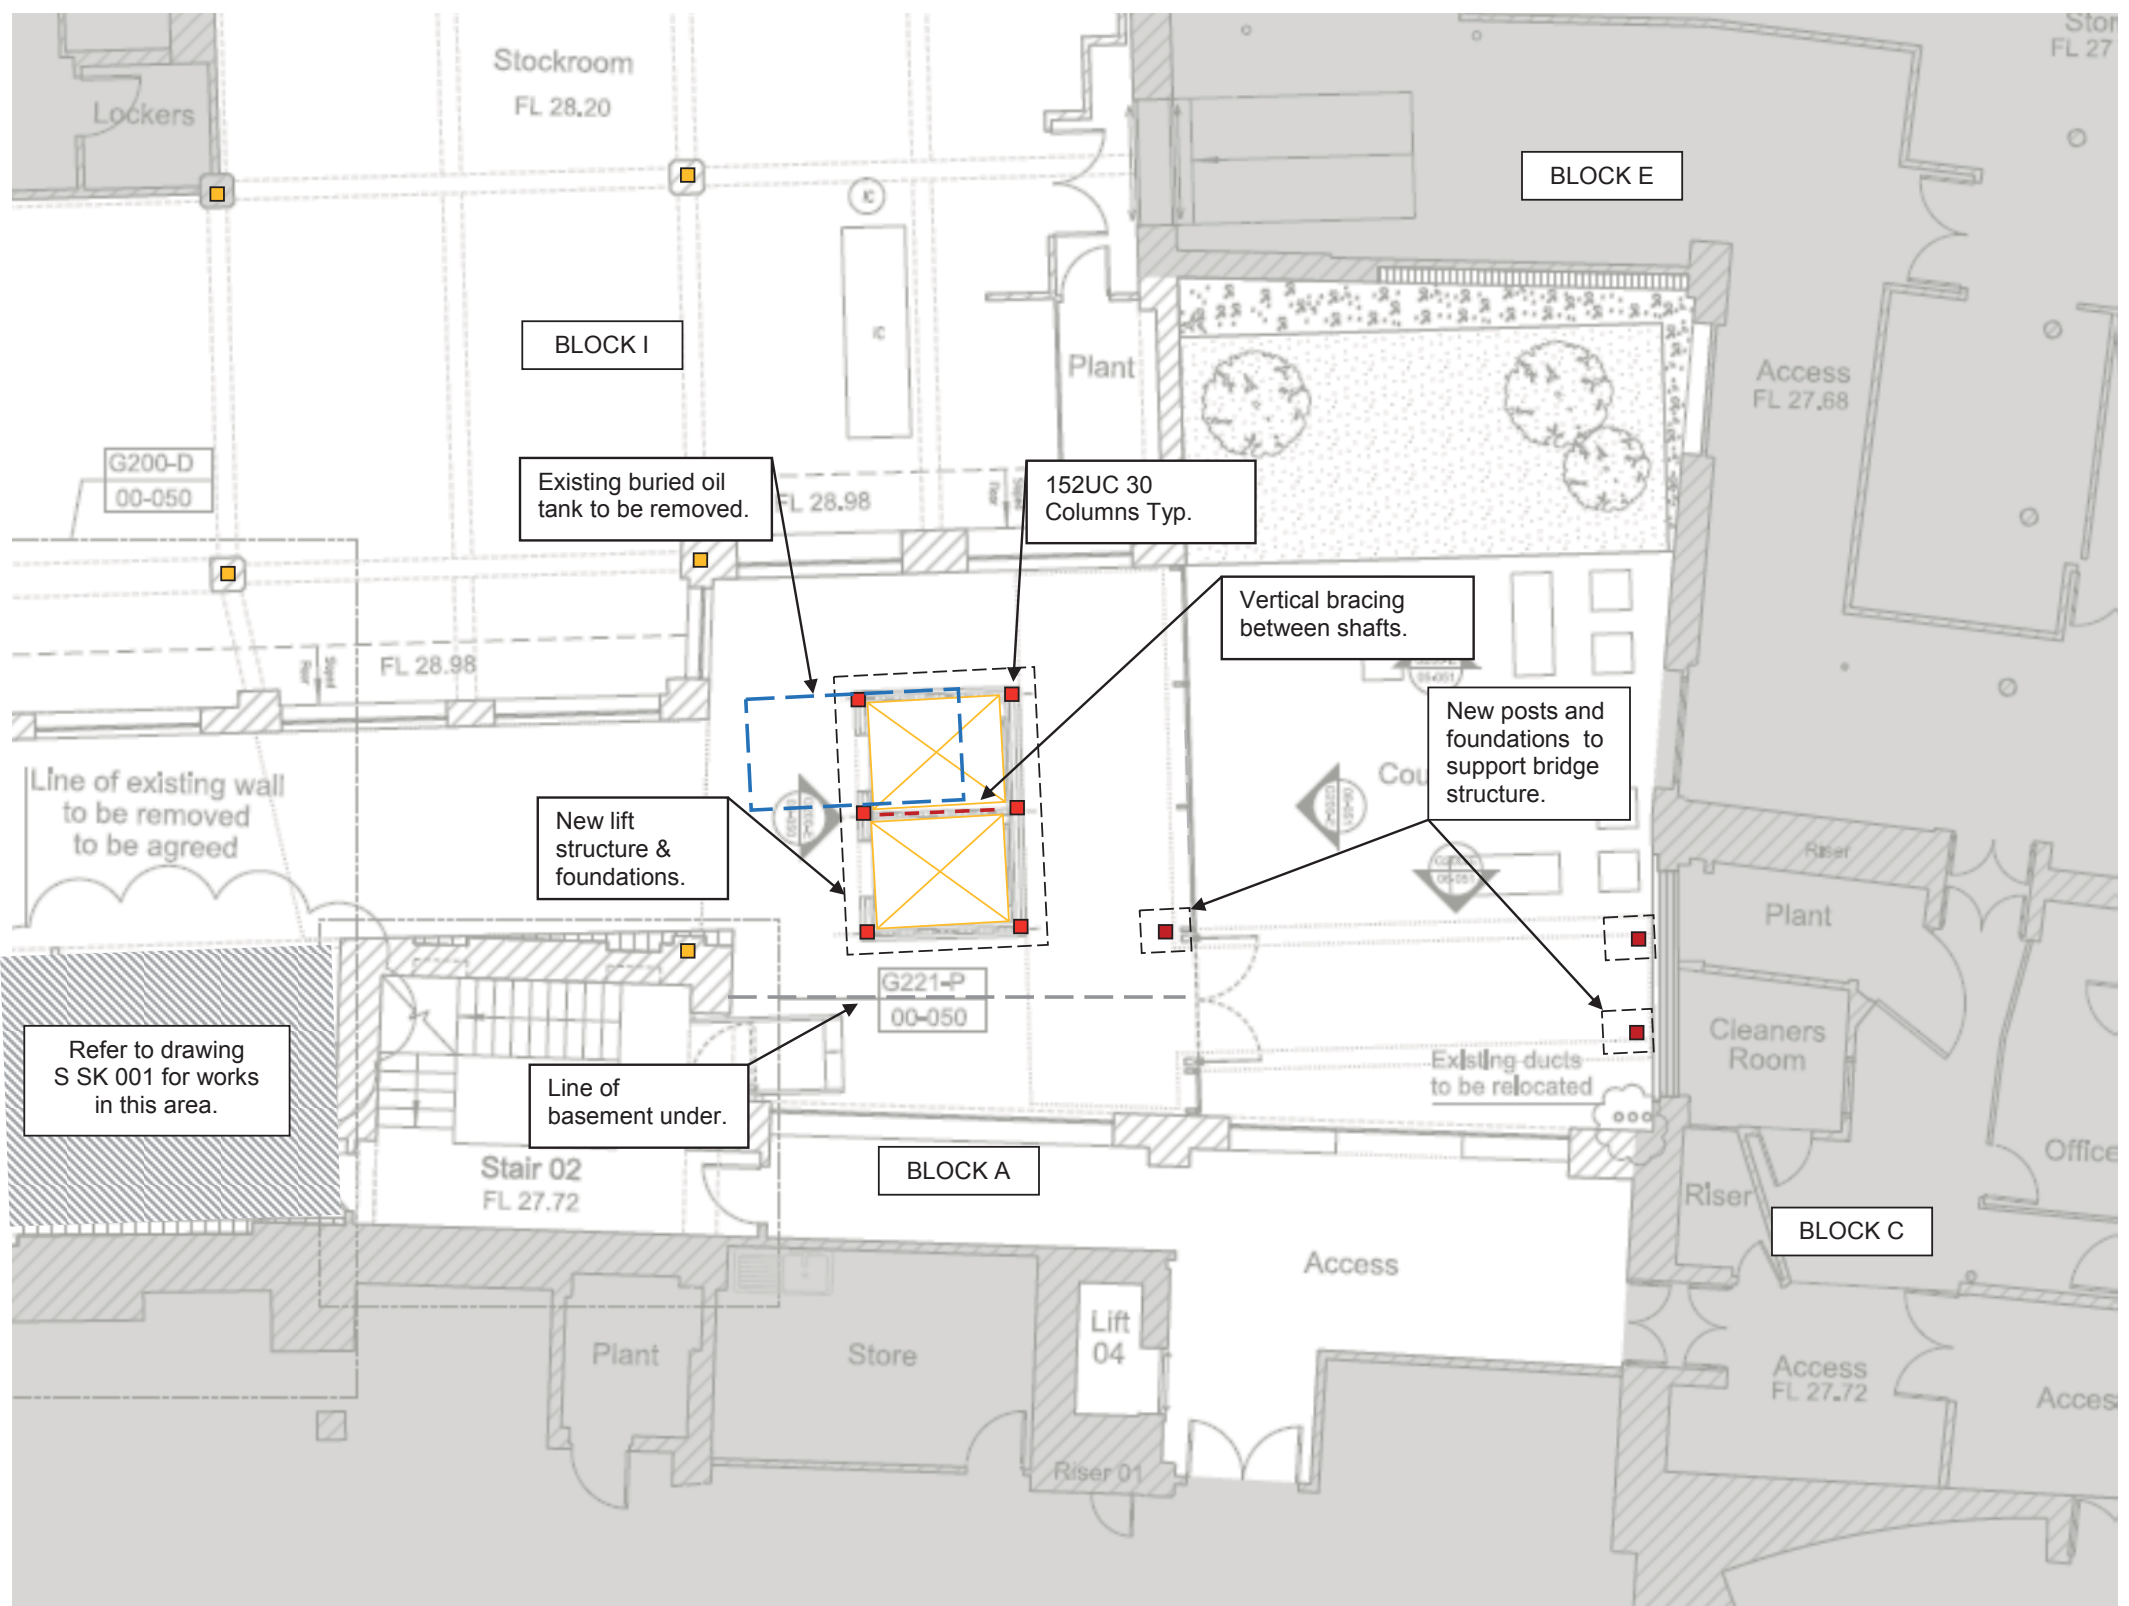 Stockroom
FL 28.20
Lockers
Stor
FL 27
BLOCK E
IC
IC
BLOCK I
Plant
Access
FL 27.68
G200-D
00-050
Existing buried oil
tank to be removed.
FL 28.98
152UC 30
Columns Typ.
Vertical bracing
between shafts.
FL 28.98
New posts and
foundations to
support bridge
structure.
Line of existing wall
to be removed
to be agreed
Cou
New lift
structure &
foundations.
Riser
Plant
G221-P
00-050
Cleaners
Room
Refer to drawing
S SK 001 for works
in this area.
Line of
basement under.
Existing ducts
to be relocated
Stair 02
FL 27.72
BLOCK A
Office
Riser
BLOCK C
Access
Lift
04
Plant
Store
Access
FL 27.72
Acces
Riser 01